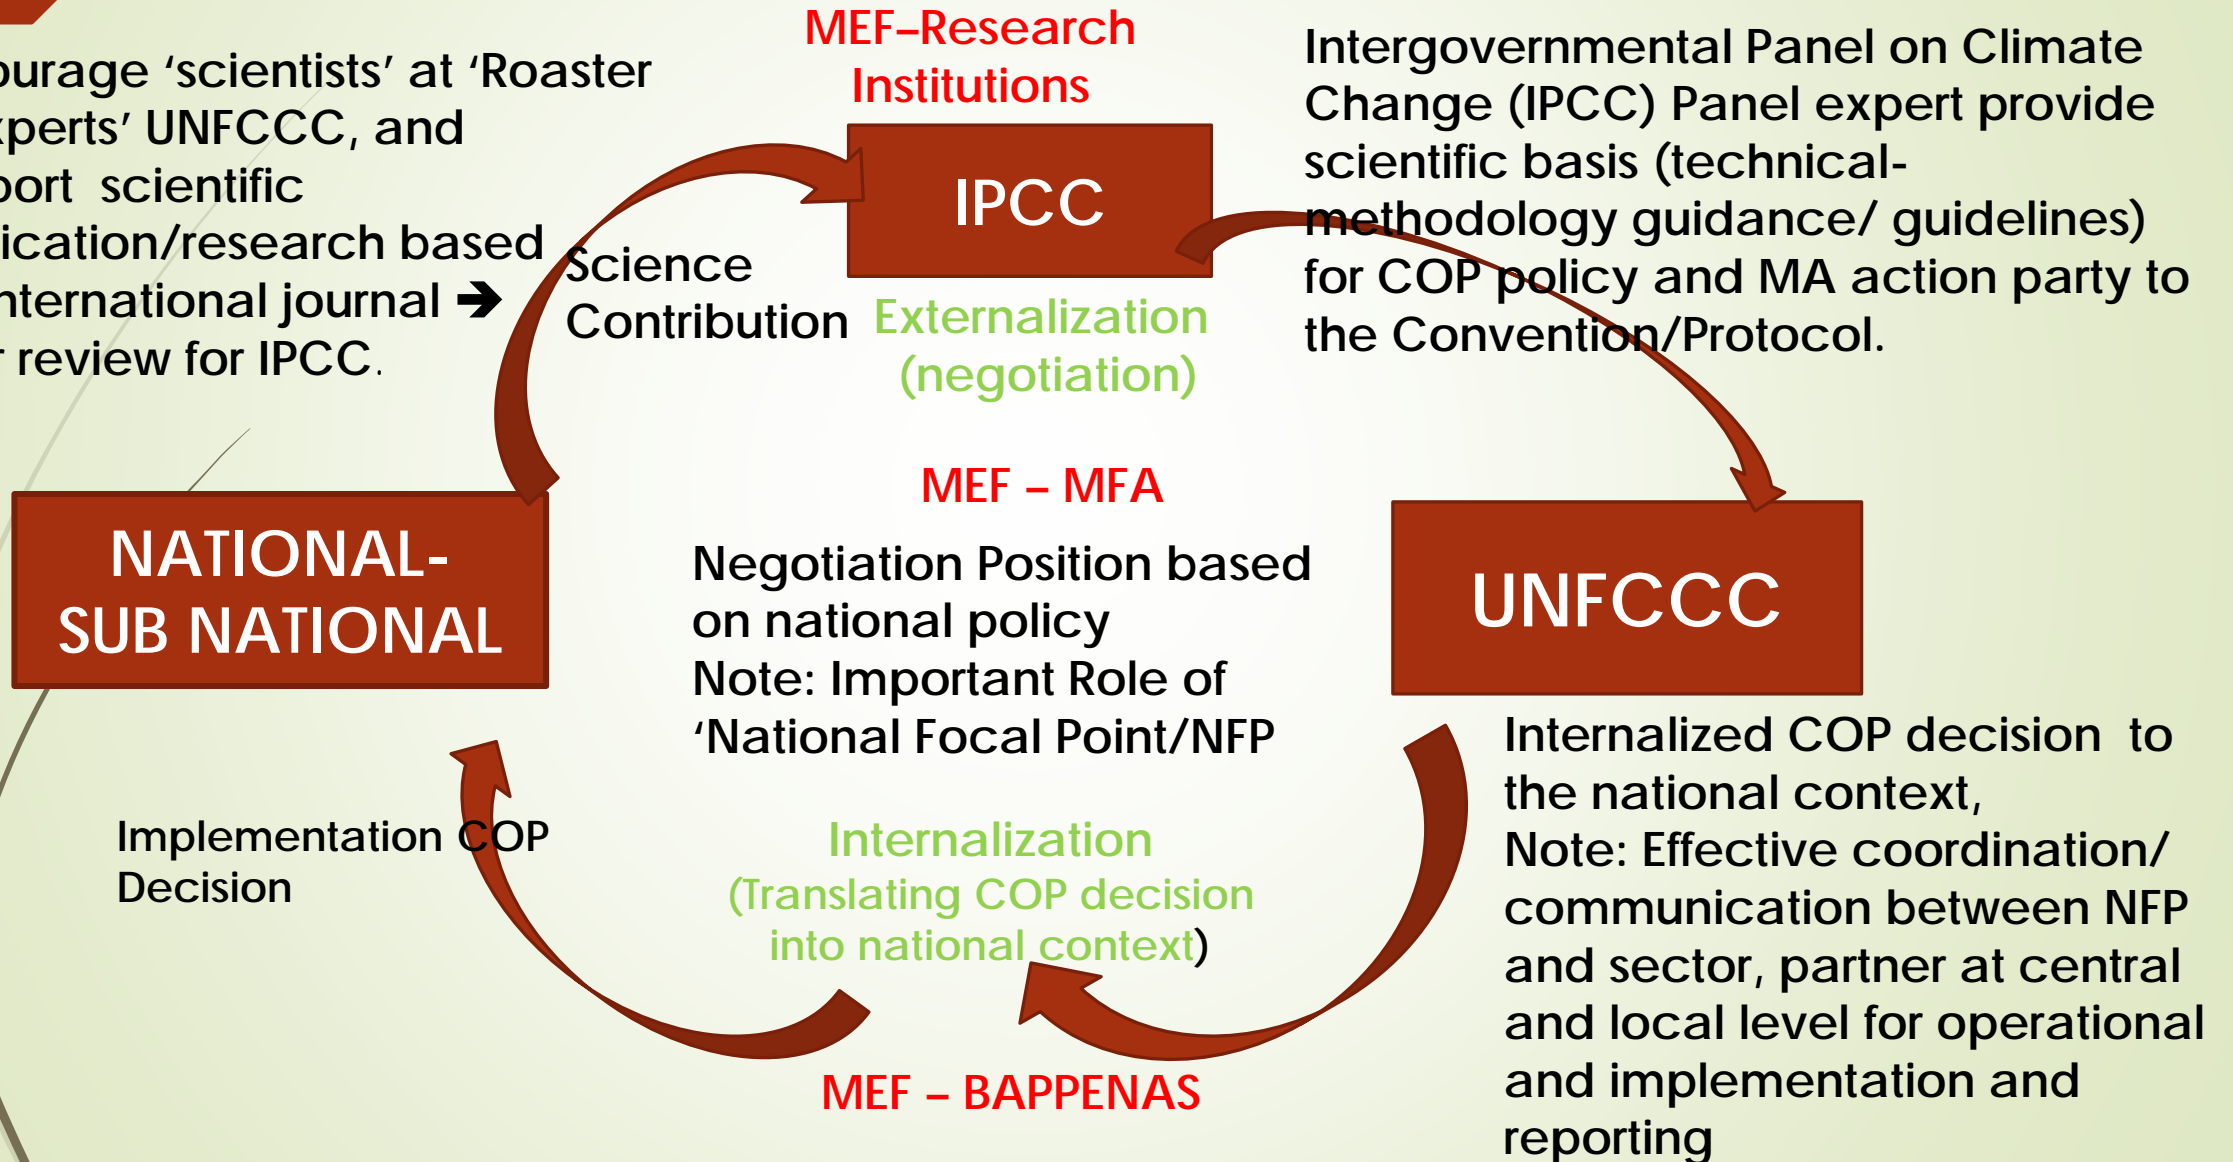 MEF–Research
Institutions
ourage ‘scientists’ at ‘Roaster
xperts’ UNFCCC, and
port scientific
ication/research based
nternational journal ➔
r review for IPCC.
Science
Contribution
IPCC
Intergovernmental Panel on Climate
Change (IPCC) Panel expert provide
scientific basis (technical-
methodology guidance/ guidelines)
for COP policy and MA action party to
the Convention/Protocol.
Externalization
(negotiation)
MEF – MFA
Negotiation Position based
on national policy
Note: Important Role of
‘National Focal Point/NFP
NATIONAL-
SUB NATIONAL
UNFCCC
Internalized COP decision to
the national context,
Note: Effective coordination/
communication between NFP
and sector, partner at central
and local level for operational
and implementation and
reporting
Internalization
(Translating COP decision
into national context)
MEF – BAPPENAS
Implementation COP
Decision